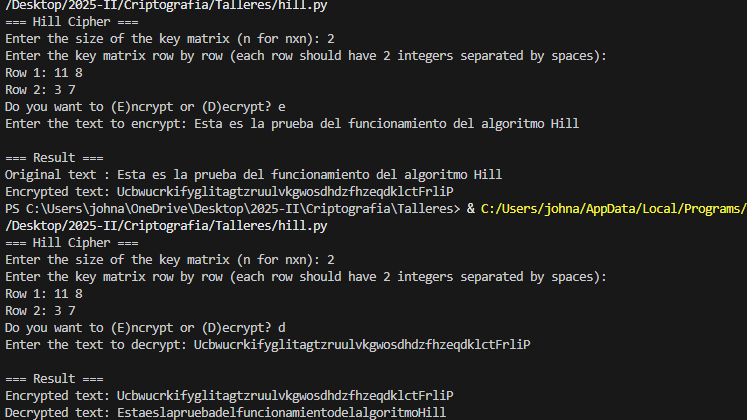 /Desktop/2025-II/Criptografia/Talleres/hill.py
=== Hill Cipher ===
Enter the size of the key matrix (n for nxn): 2
Enter the key matrix row by row (each row should have 2 integers separated by spaces):
Row 1: 11 8
Row 2: 3 7
Do you want to (E)ncrypt or (D)ecrypt? e
Enter the text to encrypt: Esta es la prueba del funcionamiento del algoritmo Hill

=== Result ===
Original text : Esta es la prueba del funcionamiento del algoritmo Hill
Encrypted text: UcbwucrkifyglitagtzruulvkgwosdhdzfhzeqdklctFrliP
PS C:\Users\johna\OneDrive\Desktop\2025-II\Criptografia\Talleres> & C:/Users/johna/AppData/Local/Programs/
/Desktop/2025-II/Criptografia/Talleres/hill.py
=== Hill Cipher ===
Enter the size of the key matrix (n for nxn): 2
Enter the key matrix row by row (each row should have 2 integers separated by spaces):
Row 1: 11 8
Row 2: 3 7
Do you want to (E)ncrypt or (D)ecrypt? d
Enter the text to decrypt: UcbwucrkifyglitagtzruulvkgwosdhdzfhzeqdklctFrliP

=== Result ===
Encrypted text: UcbwucrkifyglitagtzruulvkgwosdhdzfhzeqdklctFrliP
Decrypted text: EstaeslapruebadelfuncionamientodelalgoritmoHill